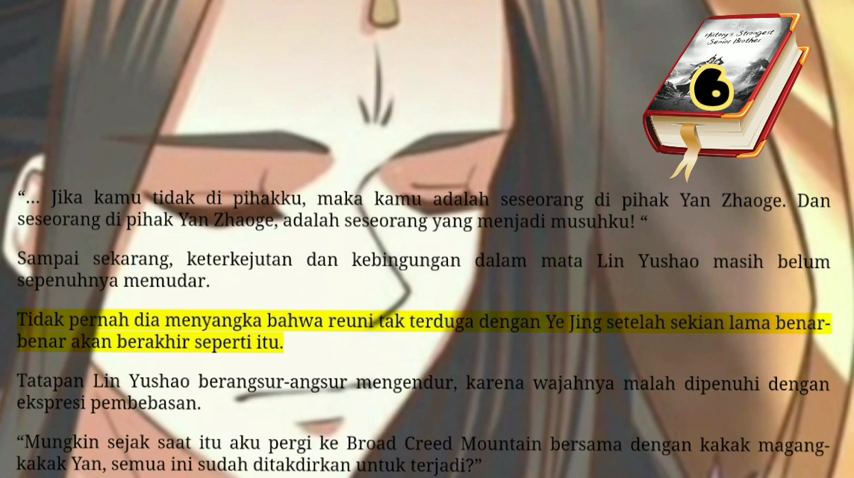 History's Strongest
Senior Brother
6
“... Jika kamu tidak di pihakku, maka kamu adalah seseorang di pihak Yan Zhaoge. Dan
seseorang di pihak Yan Zhaoge, adalah seseorang yang menjadi musuhku! “
Sampai sekarang, keterkejutan dan kebingungan dalam mata Lin Yushao masih belum
sepenuhnya memudar.
Tidak pernah dia menyangka bahwa reuni tak terduga dengan Ye Jing setelah sekian lama benar-
benar akan berakhir seperti itu.
Tatapan Lin Yushao berangsur-angsur mengendur, karena wajahnya malah dipenuhi dengan
ekspresi pembebasan.
“Mungkin sejak saat itu aku pergi ke Broad Creed Mountain bersama dengan kakak magang-
kakak Yan, semua ini sudah ditakdirkan untuk terjadi?”